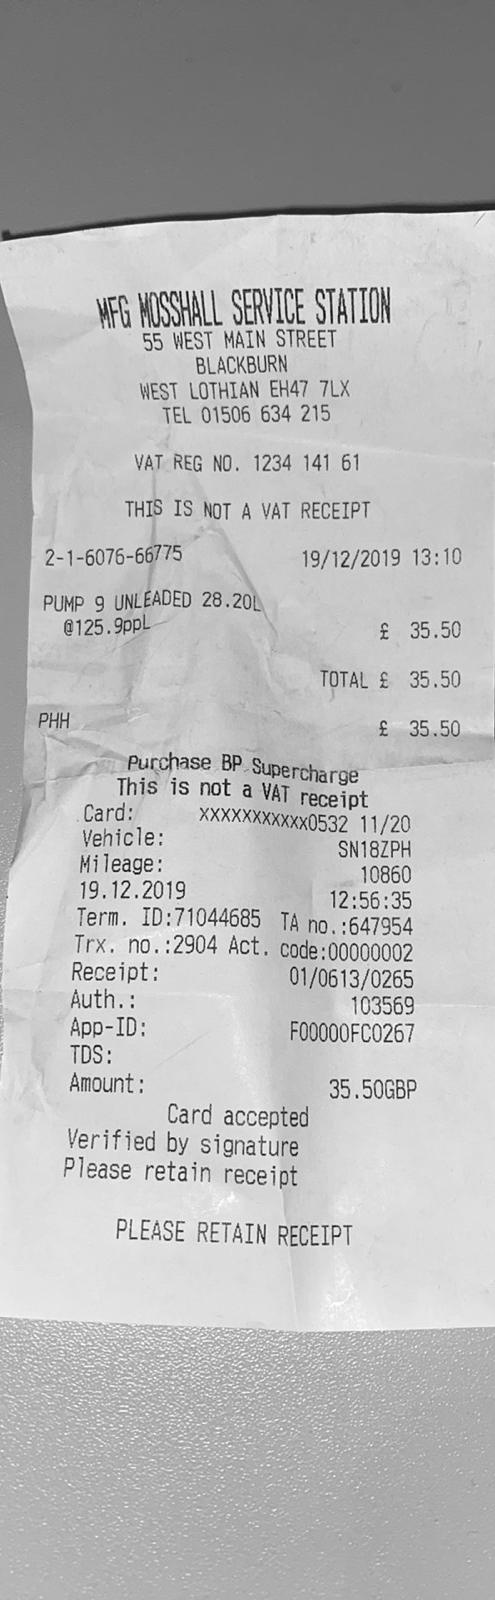 MFG MOSSHALL SERVICE STATION
55 WEST MAIN STREET
BLACKBURN
WEST LOTHIAN EH47 7LX
TEL 01506 634 215
VAT REG NO. 1234 141 61
THIS IS NOT A VAT RECEIPT
2-1-6076-66775 19/12/2019 13:10
PUMP 9 UNLEADED 28.20L
@125.9ppL £ 35.50
TOTAL £ 35.50
PHH £ 35.50
Purchase BP Supercharge
This is not a VAT receipt
Card: XXXXXXXXXXX0532 11/20
Vehicle: SN18ZPH
Mileage: 10860
19.12.2019 12:56:35
Term. ID:71044685 TA no.:647954
Trx. no.:2904 Act. code:00000002
Receipt: 01/0613/0265
Auth.: 103569
App-ID: F00000FC0267
TDS:
Amount: 35.50GBP
Card accepted
Verified by signature
Please retain receipt
PLEASE RETAIN RECEIPT